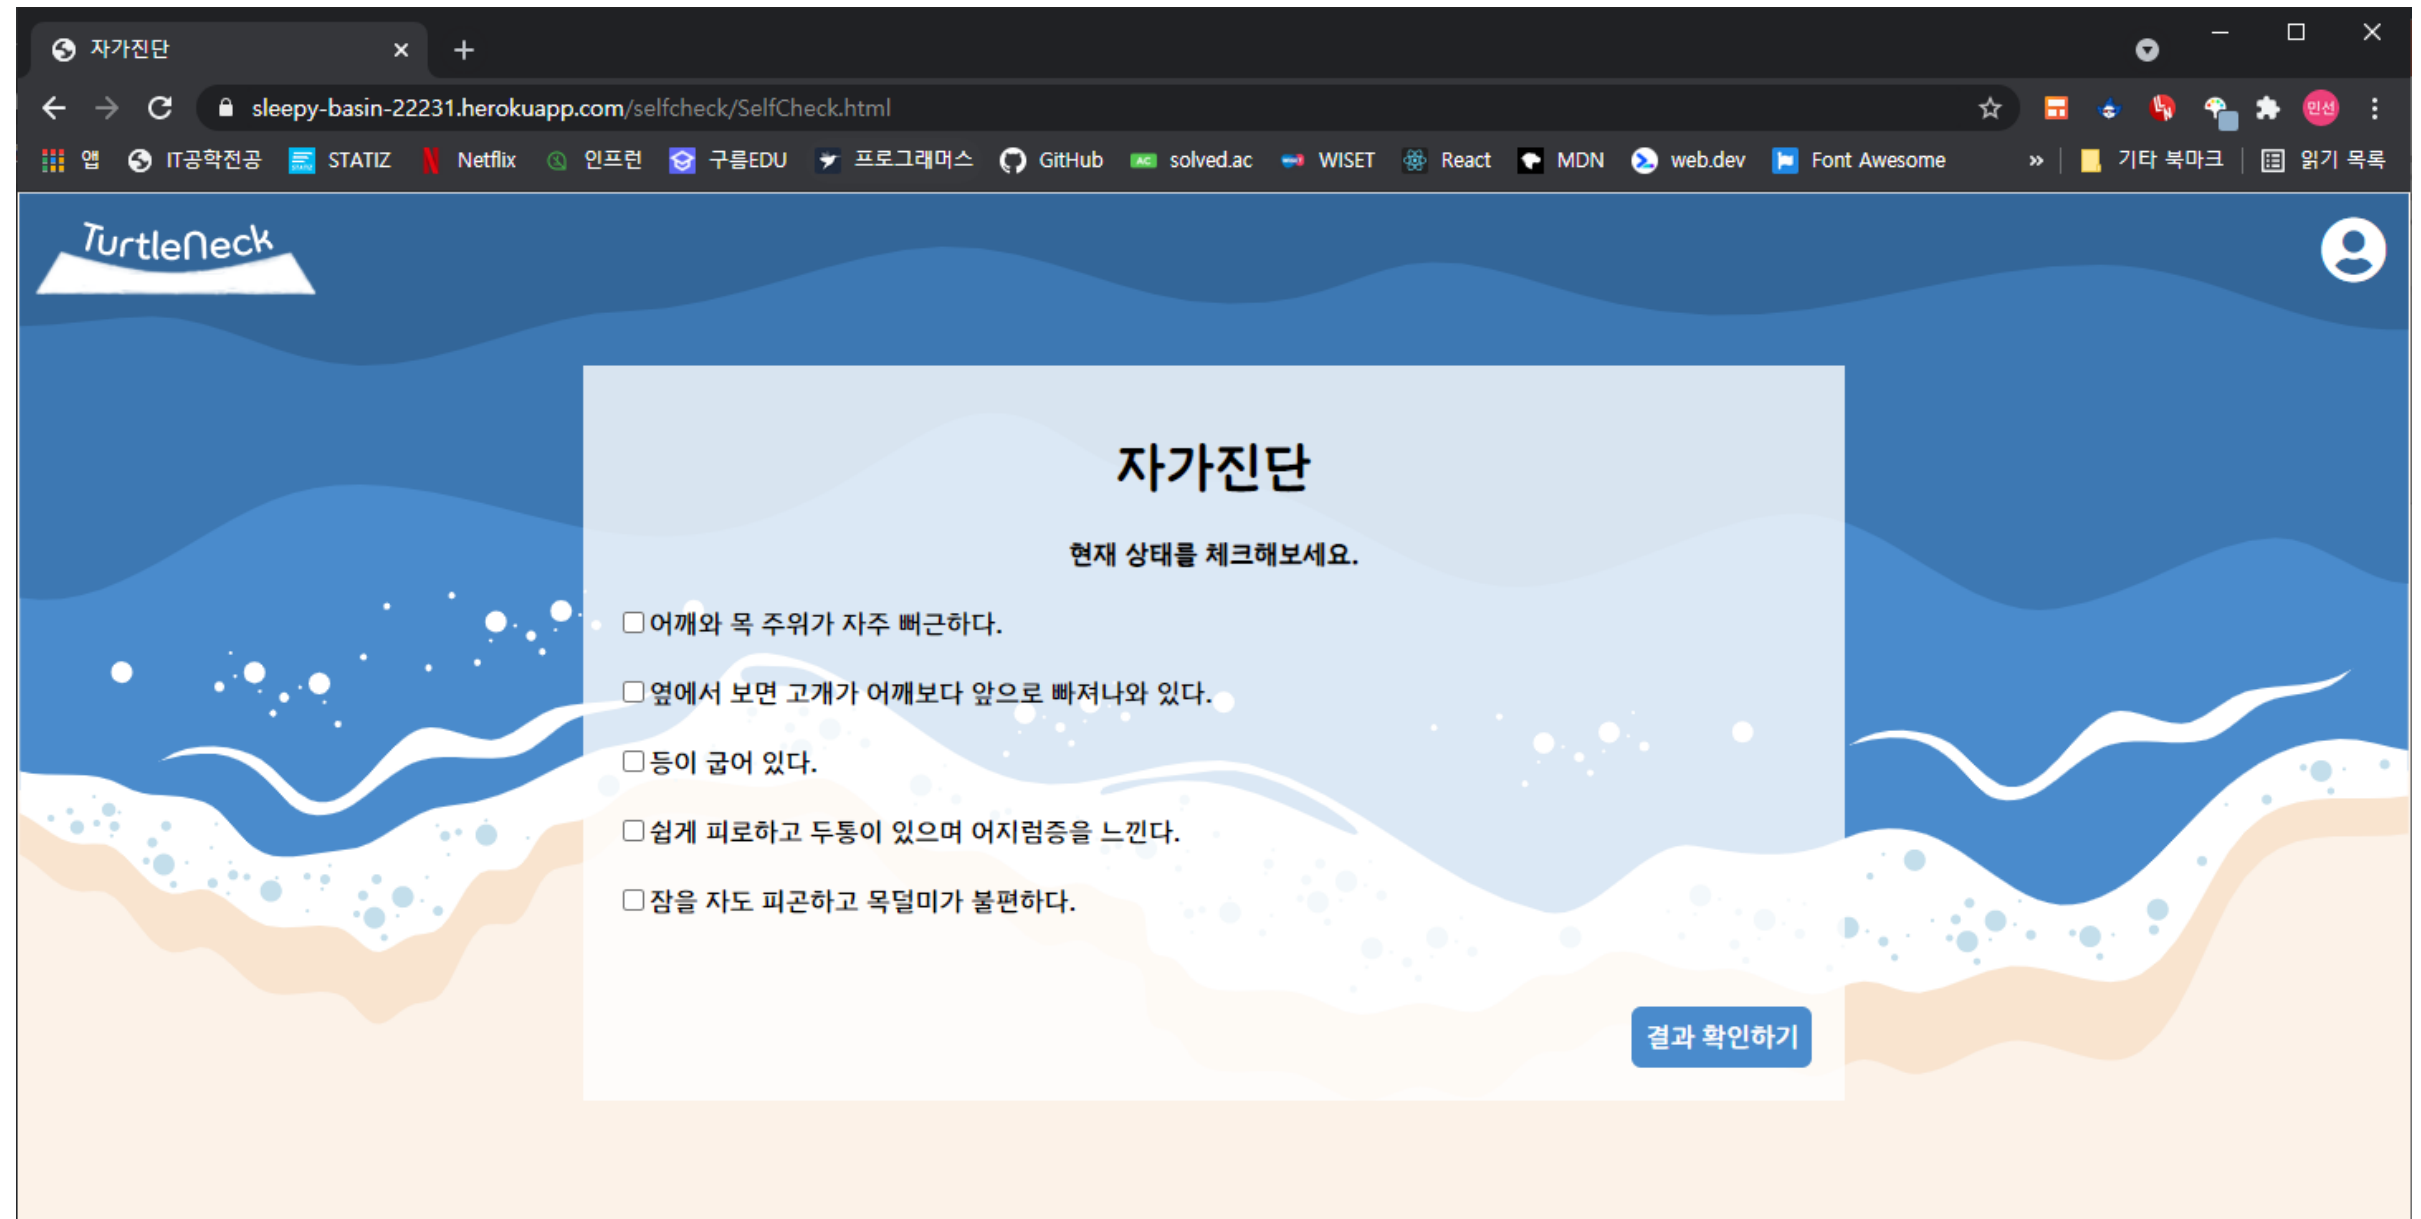 자가진단
sleepy-basin-22231.herokuapp.com/selfcheck/SelfCheck.html
민선
앱 IT공학전공 STATIZ Netflix 인프런 구름EDU 프로그래머스 GitHub solved.ac WISET React MDN web.dev Font Awesome » 기타 북마크 읽기 목록
TurtleNeck
자가진단
현재 상태를 체크해보세요.
어깨와 목 주위가 자주 뻐근하다.
옆에서 보면 고개가 어깨보다 앞으로 빠져나와 있다.
등이 굽어 있다.
쉽게 피로하고 두통이 있으며 어지럼증을 느낀다.
잠을 자도 피곤하고 목덜미가 불편하다.
결과 확인하기